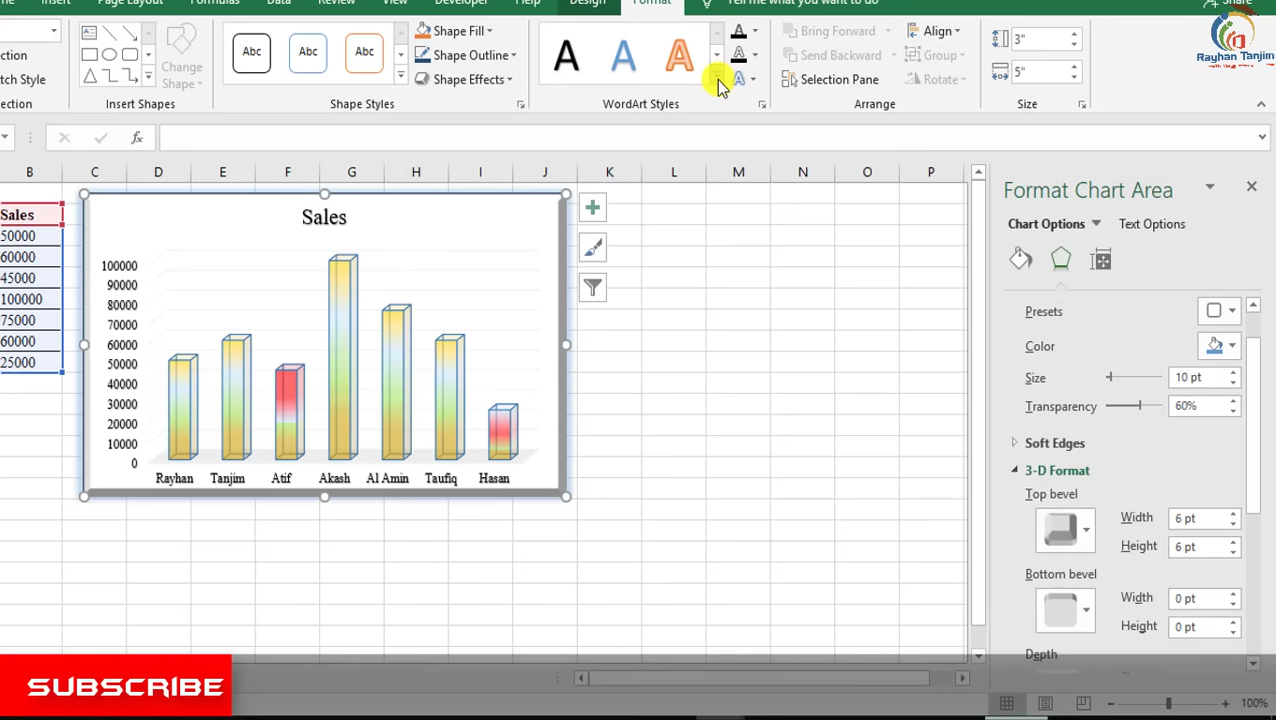 Insert
Page Layout
Formulas
Data
Review
View
Developer
Help
Design
Format
Tell me what you want to do
Share
Rayhan Tanjim
Change Shape
Insert Shapes
Abc
Abc
Abc
Shape Fill
Shape Outline
Shape Effects
Shape Styles
A
A
A
A
A
A
WordArt Styles
Bring Forward
Send Backward
Selection Pane
Align
Group
Rotate
Arrange
3"
5"
Size
ection
tch Style
fx
B C D E F G H I J K L M N O P
Sales
50000
60000
45000
100000
75000
60000
25000
Sales
100000
90000
80000
70000
60000
50000
40000
30000
20000
10000
0
Rayhan Tanjim Atif Akash Al Amin Taufiq Hasan
Format Chart Area
Chart Options
Text Options
Presets
Color
Size 10 pt
Transparency 60%
Soft Edges
3-D Format
Top bevel
Width 6 pt
Height 6 pt
Bottom bevel
Width 0 pt
Height 0 pt
Depth
SUBSCRIBE
100%